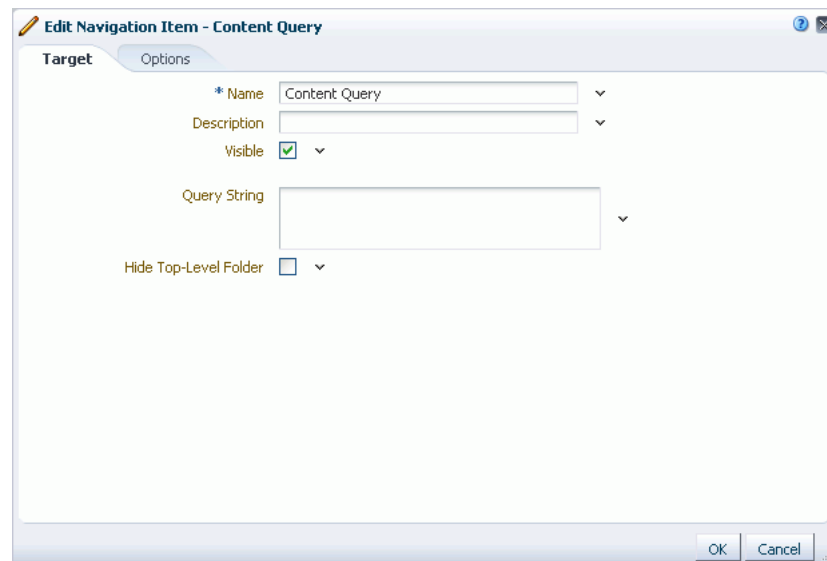 Edit Navigation Item - Content Query
Target Options
* Name Content Query
Description
Visible
Query String
Hide Top-Level Folder
OK Cancel